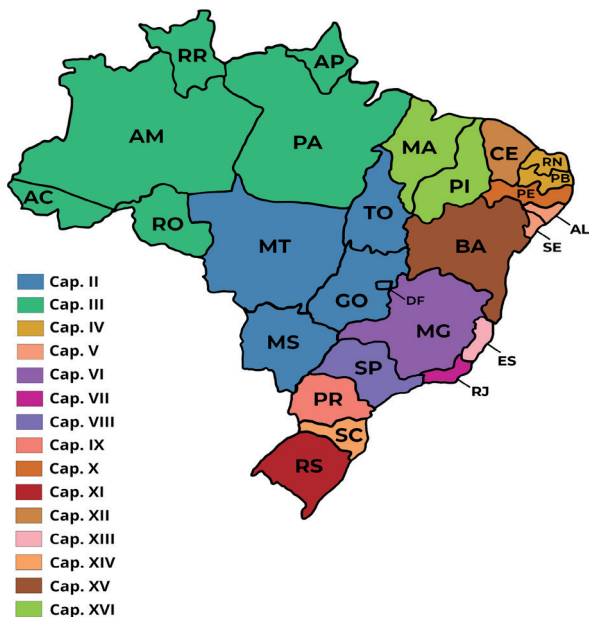 RR
AP
AM
PA
MA
CE
RN
PB
PI
PE
AC
RO
TO
AL
SE
MT
BA
GO
DF
MG
MS
ES
SP
RJ
PR
SC
RS
Cap. II
Cap. III
Cap. IV
Cap. V
Cap. VI
Cap. VII
Cap. VIII
Cap. IX
Cap. X
Cap. XI
Cap. XII
Cap. XIII
Cap. XIV
Cap. XV
Cap. XVI